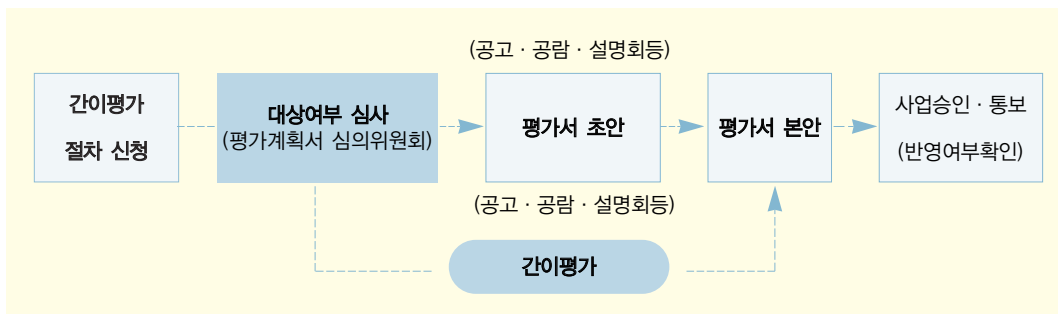 (공고 · 공람 · 설명회등)
간이평가
절차 신청
대상여부 심사
(평가계획서 심의위원회)
평가서 초안
평가서 본안
사업승인 · 통보
(반영여부확인)
(공고 · 공람 · 설명회등)
간이평가